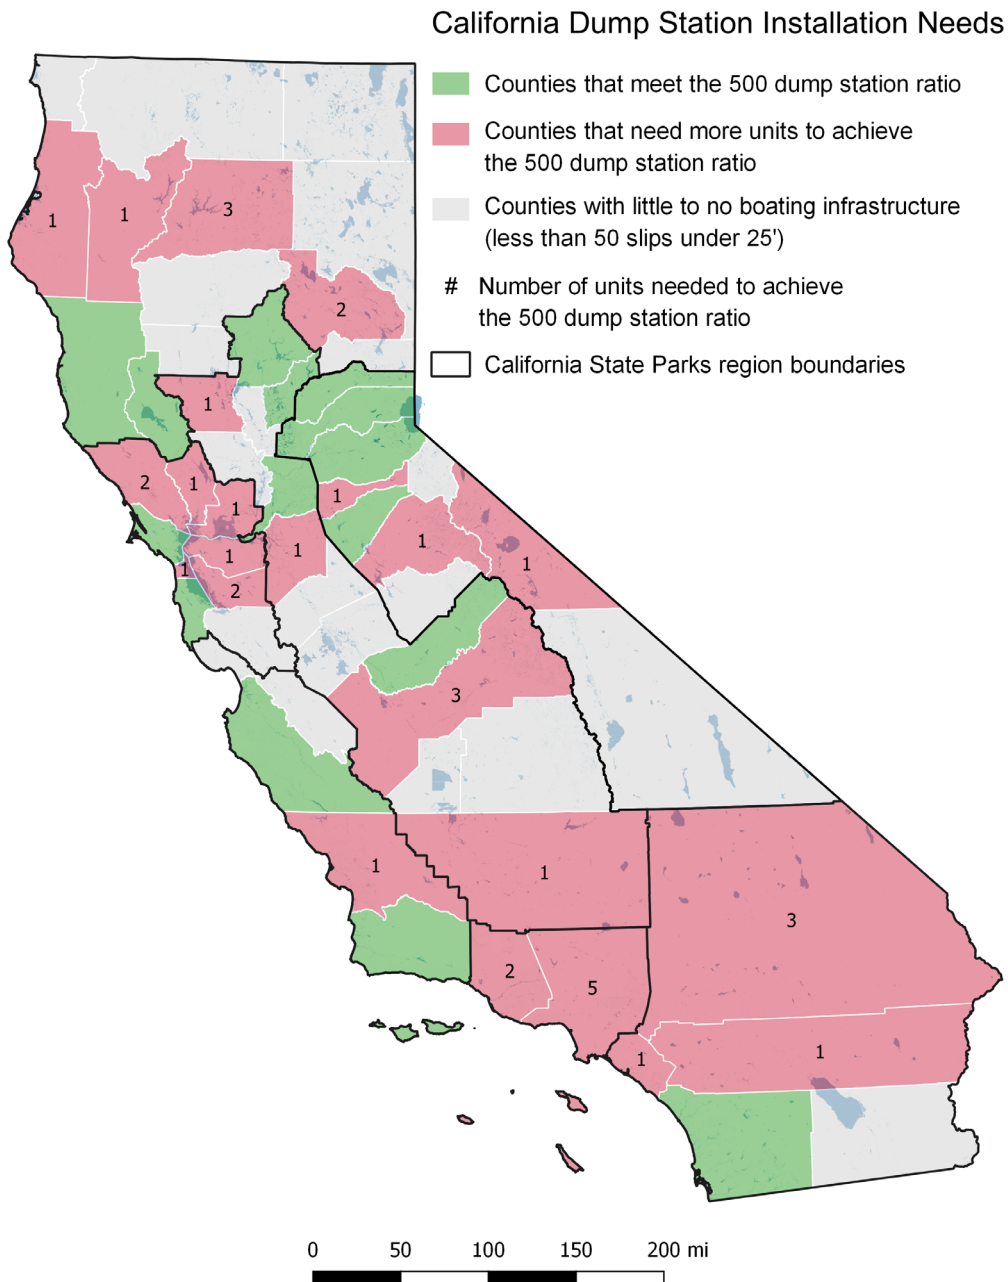 California Dump Station Installation Needs
Counties that meet the 500 dump station ratio
Counties that need more units to achieve
the 500 dump station ratio
Counties with little to no boating infrastructure
(less than 50 slips under 25')
# Number of units needed to achieve
the 500 dump station ratio
California State Parks region boundaries
1
1
3
2
1
2
1
1
1
1
1
1
1
1
2
3
1
1
3
2
5
1
1
0 50 100 150 200 mi